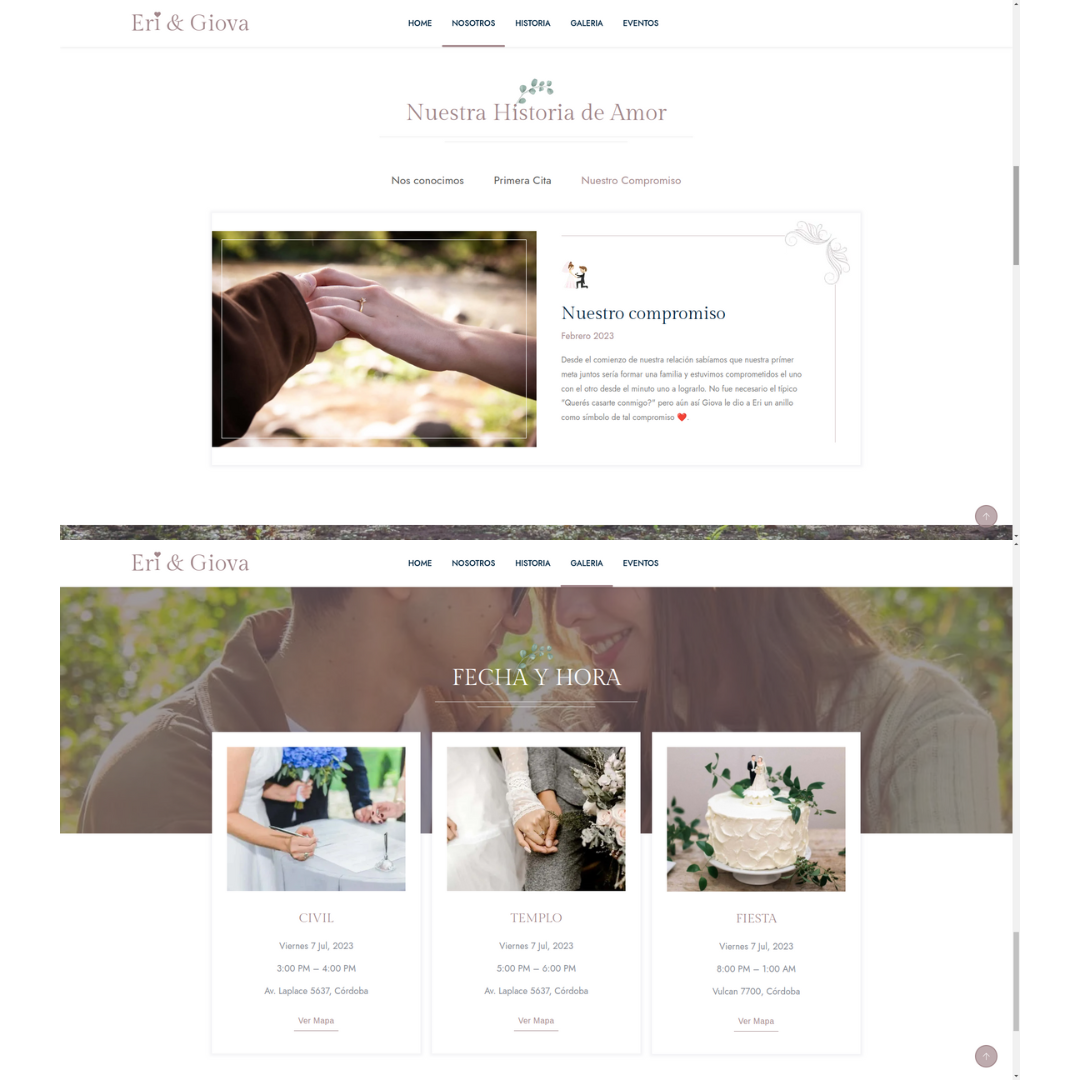 Eri & Giova
HOME NOSOTROS HISTORIA GALERIA EVENTOS
Nuestra Historia de Amor
Nos conocimos Primera Cita Nuestro Compromiso
Nuestro compromiso
Febrero 2023
Desde el comienzo de nuestra relación sabíamos que nuestra primer
meta juntos sería formar una familia y estuvimos comprometidos el uno
con el otro desde el minuto uno a lograrlo. No fue necesario el típico
"Querés casarte conmigo?" pero aún así Giova le dio a Eri un anillo
como símbolo de tal compromiso ❤️.
Eri & Giova
HOME NOSOTROS HISTORIA GALERIA EVENTOS
FECHA Y HORA
CIVIL
Viernes 7 Jul, 2023
3:00 PM – 4:00 PM
Av. Laplace 5637, Córdoba
Ver Mapa
TEMPLO
Viernes 7 Jul, 2023
5:00 PM – 6:00 PM
Av. Laplace 5637, Córdoba
Ver Mapa
FIESTA
Viernes 7 Jul, 2023
8:00 PM – 1:00 AM
Vulcan 7700, Córdoba
Ver Mapa